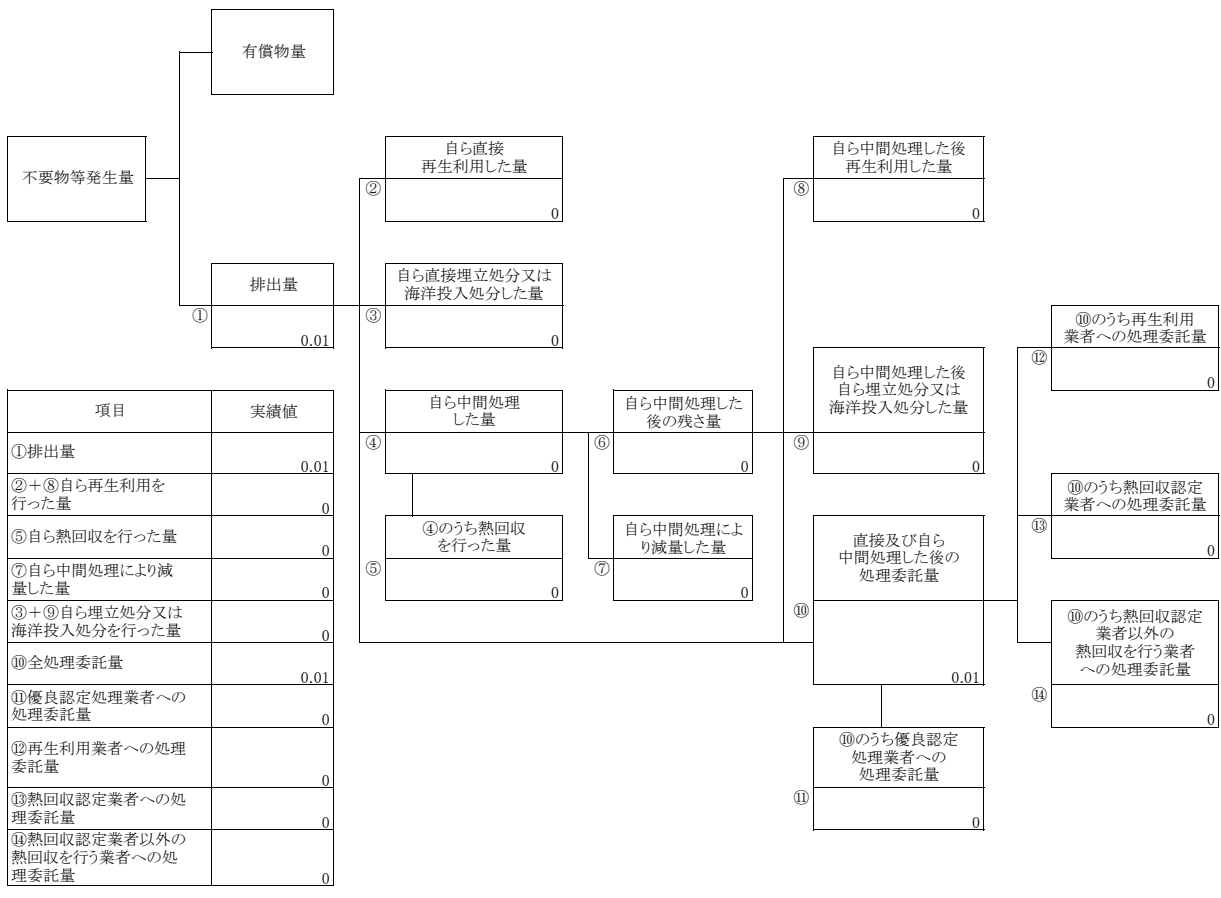 有償物量
不要物等発生量
排出量
①
0.01
自ら直接
再生利用した量
②
0
自ら直接埋立処分又は
海洋投入処分した量
③
0
自ら中間処理
した量
④
0
④のうち熱回収
を行った量
⑤
0
自ら中間処理した
後の残さ量
⑥
0
自ら中間処理によ
り減量した量
⑦
0
自ら中間処理した後
再生利用した量
⑧
0
自ら中間処理した後
自ら埋立処分又は
海洋投入処分した量
⑨
0
直接及び自ら
中間処理した後の
処理委託量
⑩
0.01
⑩のうち優良認定
処理業者への
処理委託量
⑪
0
⑩のうち再生利用
業者への処理委託量
⑫
0
⑩のうち熱回収認定
業者への処理委託量
⑬
0
⑩のうち熱回収認定
業者以外の
熱回収を行う業者
への処理委託量
⑭
0
項目 実績値
①排出量
0.01
②＋⑧自ら再生利用を
行った量
0
⑤自ら熱回収を行った量
0
⑦自ら中間処理により減
量した量
0
③＋⑨自ら埋立処分又は
海洋投入処分を行った量
0
⑩全処理委託量
0.01
⑪優良認定処理業者への
処理委託量
0
⑫再生利用業者への処理
委託量
0
⑬熱回収認定業者への処
理委託量
0
⑭熱回収認定業者以外の
熱回収を行う業者への処
理委託量
0